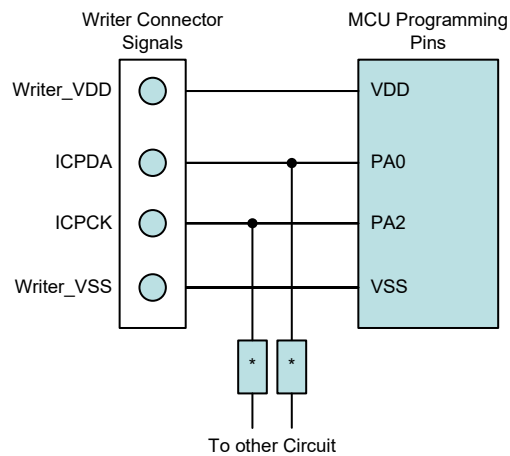 Writer Connector
Signals
MCU Programming
Pins
Writer_VDD
VDD
ICPDA
PA0
ICPCK
PA2
Writer_VSS
VSS
*
*
To other Circuit